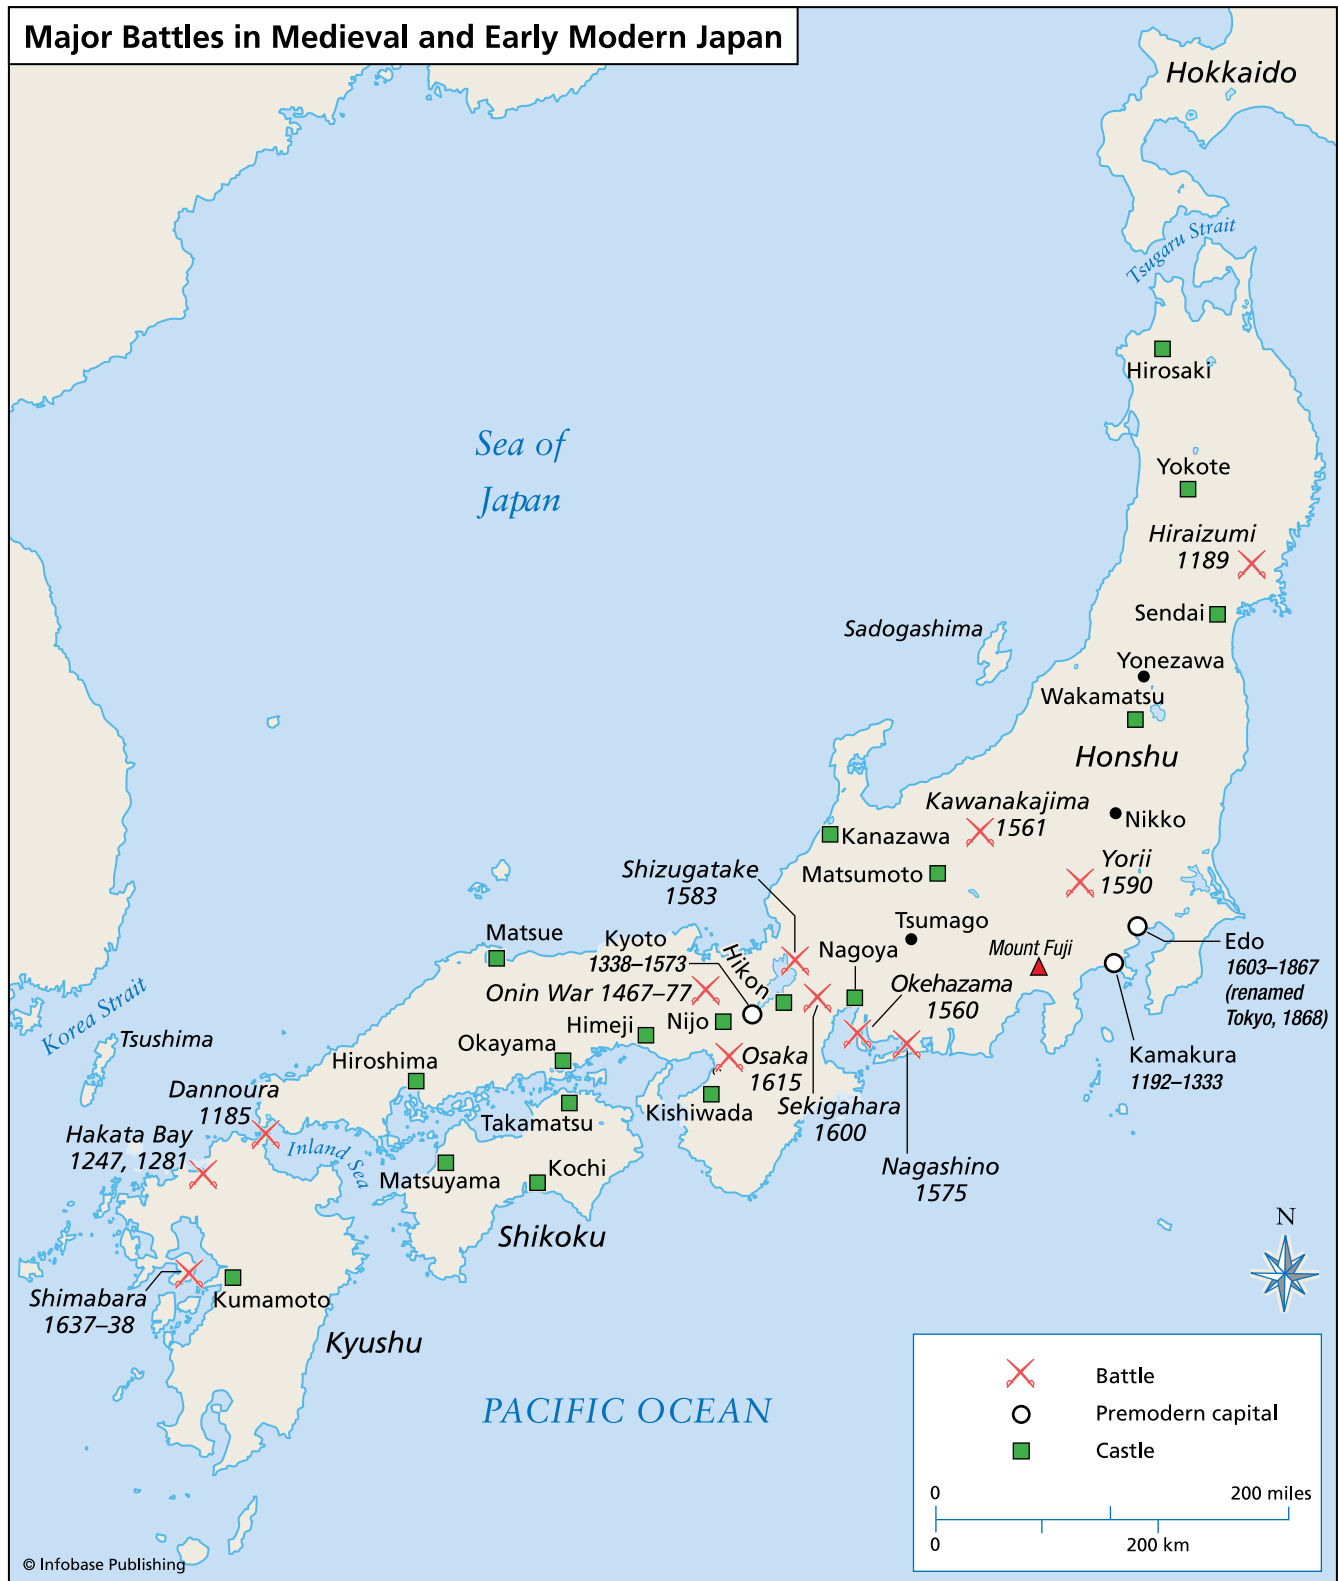 Major Battles in Medieval and Early Modern Japan
Hokkaido
Tsugaru Strait
Hirosaki
Sea of
Japan
Yokote
Hiraizumi
1189
Sendai
Sadogashima
Yonezawa
Wakamatsu
Honshu
Kawanakajima
1561
Nikko
Kanazawa
Yorii
1590
Shizugatake
1583
Matsumoto
Tsumago
Matsue
Kyoto
1338–1573
Hikon
Nagoya
Mount Fuji
Edo
1603–1867
(renamed
Tokyo, 1868)
Onin War 1467–77
Okehazama
1560
Korea Strait
Tsushima
Himeji
Nijo
Okayama
Hiroshima
Osaka
1615
Kamakura
1192–1333
Dannoura
1185
Kishiwada
Sekigahara
1600
Takamatsu
Hakata Bay
1247, 1281
Inland Sea
Matsuyama
Kochi
Nagashino
1575
Shikoku
N
Shimabara
1637–38
Kumamoto
Kyushu
PACIFIC OCEAN
Battle
Premodern capital
Castle
0
200 miles
0
200 km
© Infobase Publishing